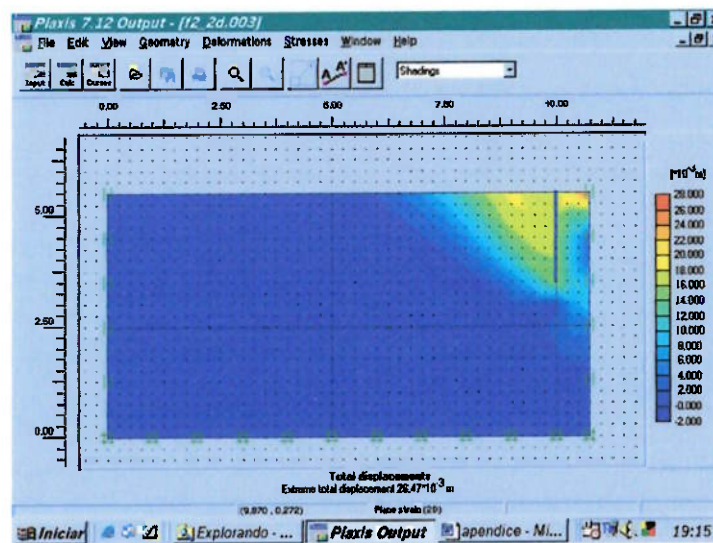 Plaxis 7.12 Output - [f2_2d.003]
File Edit View Geometry Deformations Stresses Window Help
Input Calc Curves Shadings
0.00 2.50 5.00 7.50 10.00
5.00
2.50
0.00
[*10⁻³ m]
28.000
26.000
24.000
22.000
20.000
18.000
16.000
14.000
12.000
10.000
8.000
6.000
4.000
2.000
-0.000
-2.000
Total displacements
Extreme total displacement 26.47*10⁻³ m
(9.870 , 0.272) Plane strain (2D)
Iniciar Explorando - ... Plaxis Output apendice - Mi... 19:15